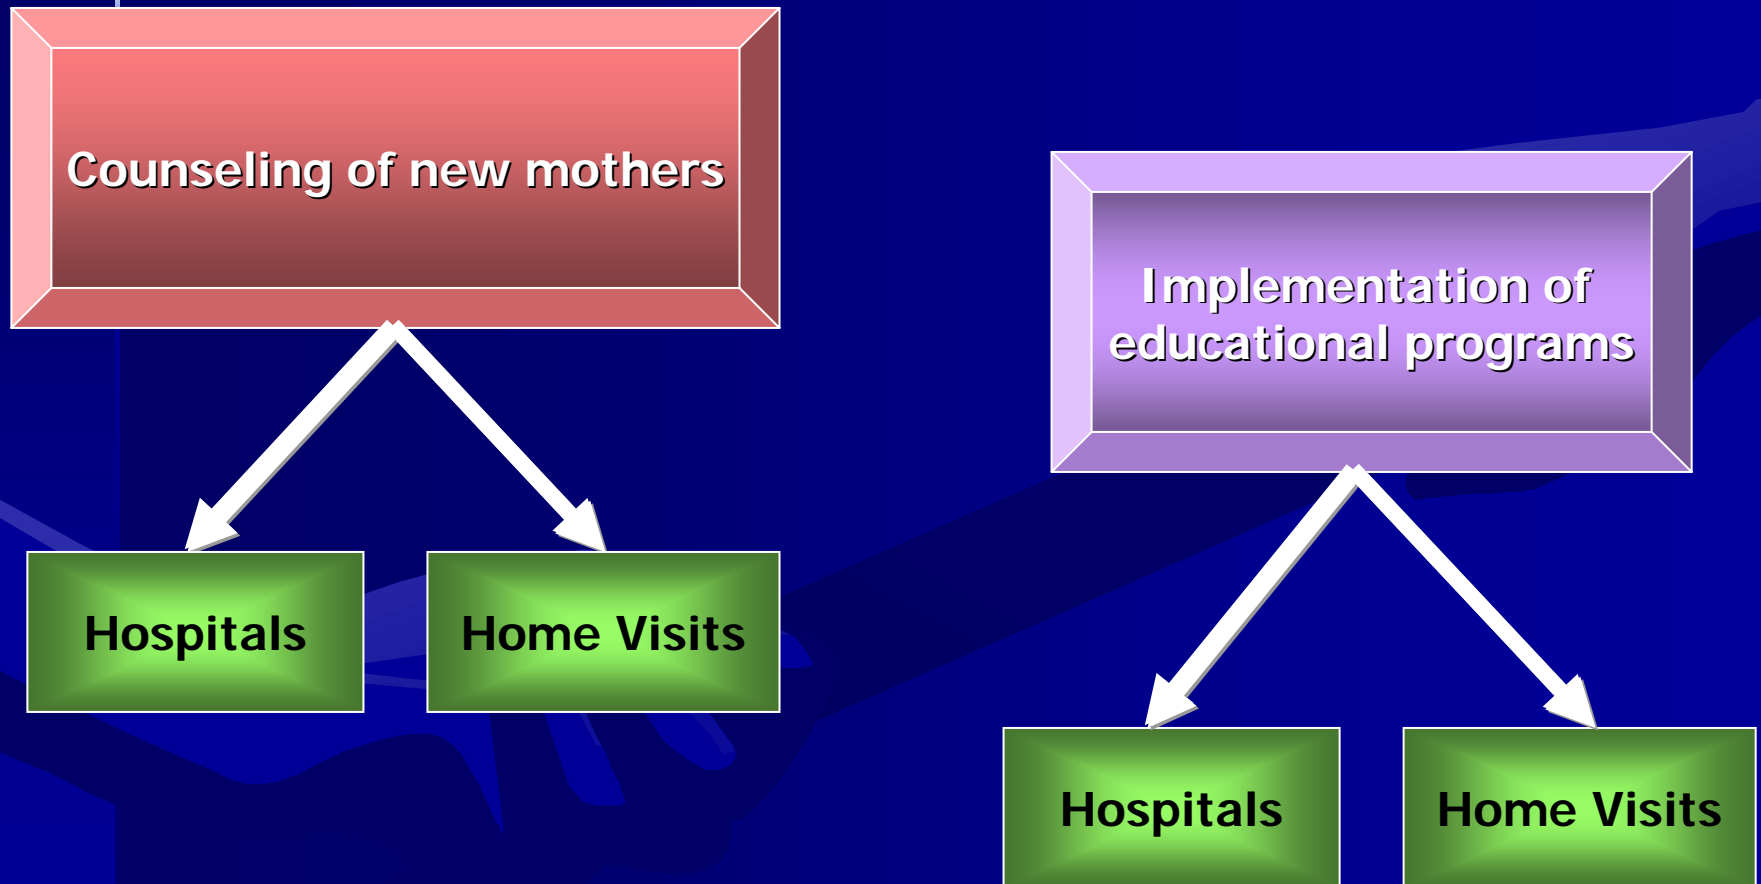 Counseling of new mothers
Hospitals
Home Visits
Implementation of
educational programs
Hospitals
Home Visits